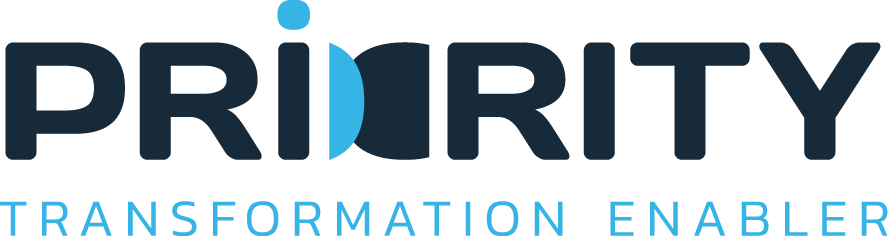 PRiORITY
TRANSFORMATION ENABLER